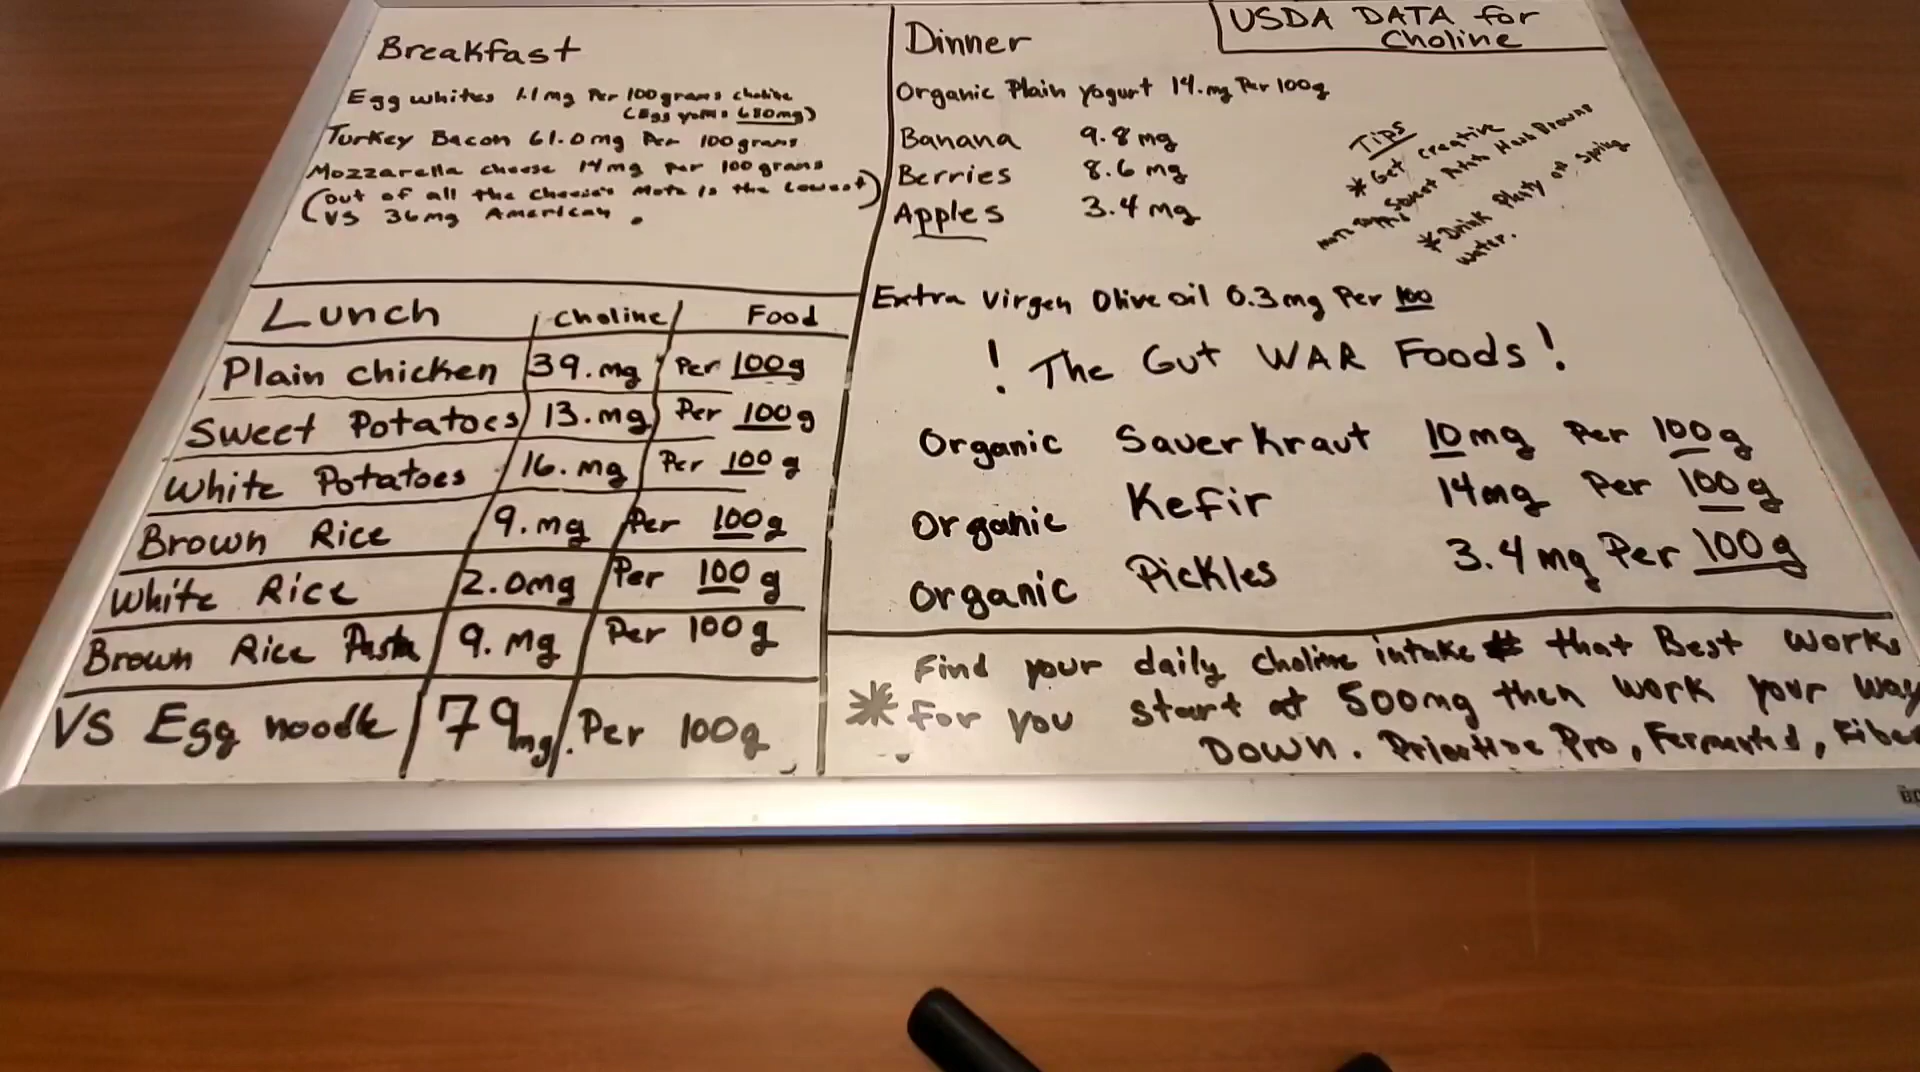 Breakfast
Egg whites 1.1mg Per 100grams choline
(Egg yolks 680mg)
Turkey Bacon 61.0mg Per 100grams
Mozzarella cheese 14mg per 100grams
(out of all the cheese's Motz is the Lowest)
VS 36mg American.
Lunch choline Food
Plain chicken 39.mg Per 100g
Sweet Potatoes 13.mg Per 100g
White Potatoes 16.mg Per 100g
Brown Rice 9.mg Per 100g
White Rice 2.0mg Per 100g
Brown Rice Pasta 9.mg Per 100g
VS Egg noodle 79mg. Per 100g
USDA DATA for
Choline
Dinner
Organic Plain yogurt 14.mg Per 100g
Banana 9.8mg
Berries 8.6mg
Apples 3.4mg
Tips
* Get creative
Sweet Hash Browns
* Drink Plenty of Spring
water.
Extra Virgen Olive oil 0.3mg Per 100
! The Gut WAR Foods!
Organic Sauerkraut 10mg Per 100g
Organic Kefir 14mg Per 100g
Organic Pickles 3.4mg Per 100g
Find your daily choline intake that Best works
* for you start at 500mg then work your way
DOWN. Prioritize Pro, Fermented, Fiber